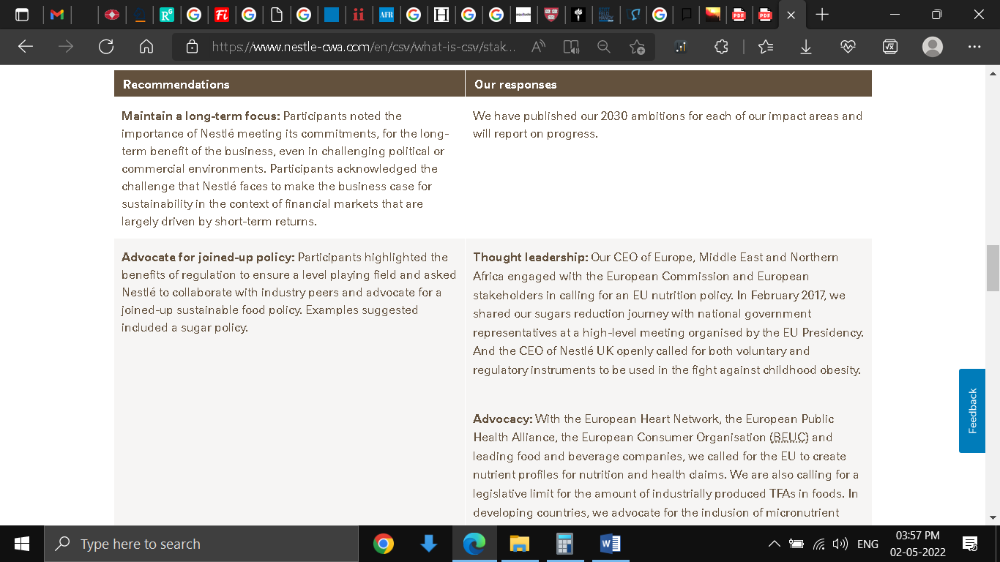 https://www.nestle-cwa.com/en/csv/what-is-csv/stak...
Recommendations
Our responses
Maintain a long-term focus: Participants noted the
importance of Nestlé meeting its commitments, for the long-
term benefit of the business, even in challenging political or
commercial environments. Participants acknowledged the
challenge that Nestlé faces to make the business case for
sustainability in the context of financial markets that are
largely driven by short-term returns.
We have published our 2030 ambitions for each of our impact areas and
will report on progress.
Advocate for joined-up policy: Participants highlighted the
benefits of regulation to ensure a level playing field and asked
Nestlé to collaborate with industry peers and advocate for a
joined-up sustainable food policy. Examples suggested
included a sugar policy.
Thought leadership: Our CEO of Europe, Middle East and Northern
Africa engaged with the European Commission and European
stakeholders in calling for an EU nutrition policy. In February 2017, we
shared our sugars reduction journey with national government
representatives at a high-level meeting organised by the EU Presidency.
And the CEO of Nestlé UK openly called for both voluntary and
regulatory instruments to be used in the fight against childhood obesity.
Advocacy: With the European Heart Network, the European Public
Health Alliance, the European Consumer Organisation (BEUC) and
leading food and beverage companies, we called for the EU to create
nutrient profiles for nutrition and health claims. We are also calling for a
legislative limit for the amount of industrially produced TFAs in foods. In
developing countries, we advocate for the inclusion of micronutrient
Feedback
Type here to search
ENG
03:57 PM
02-05-2022